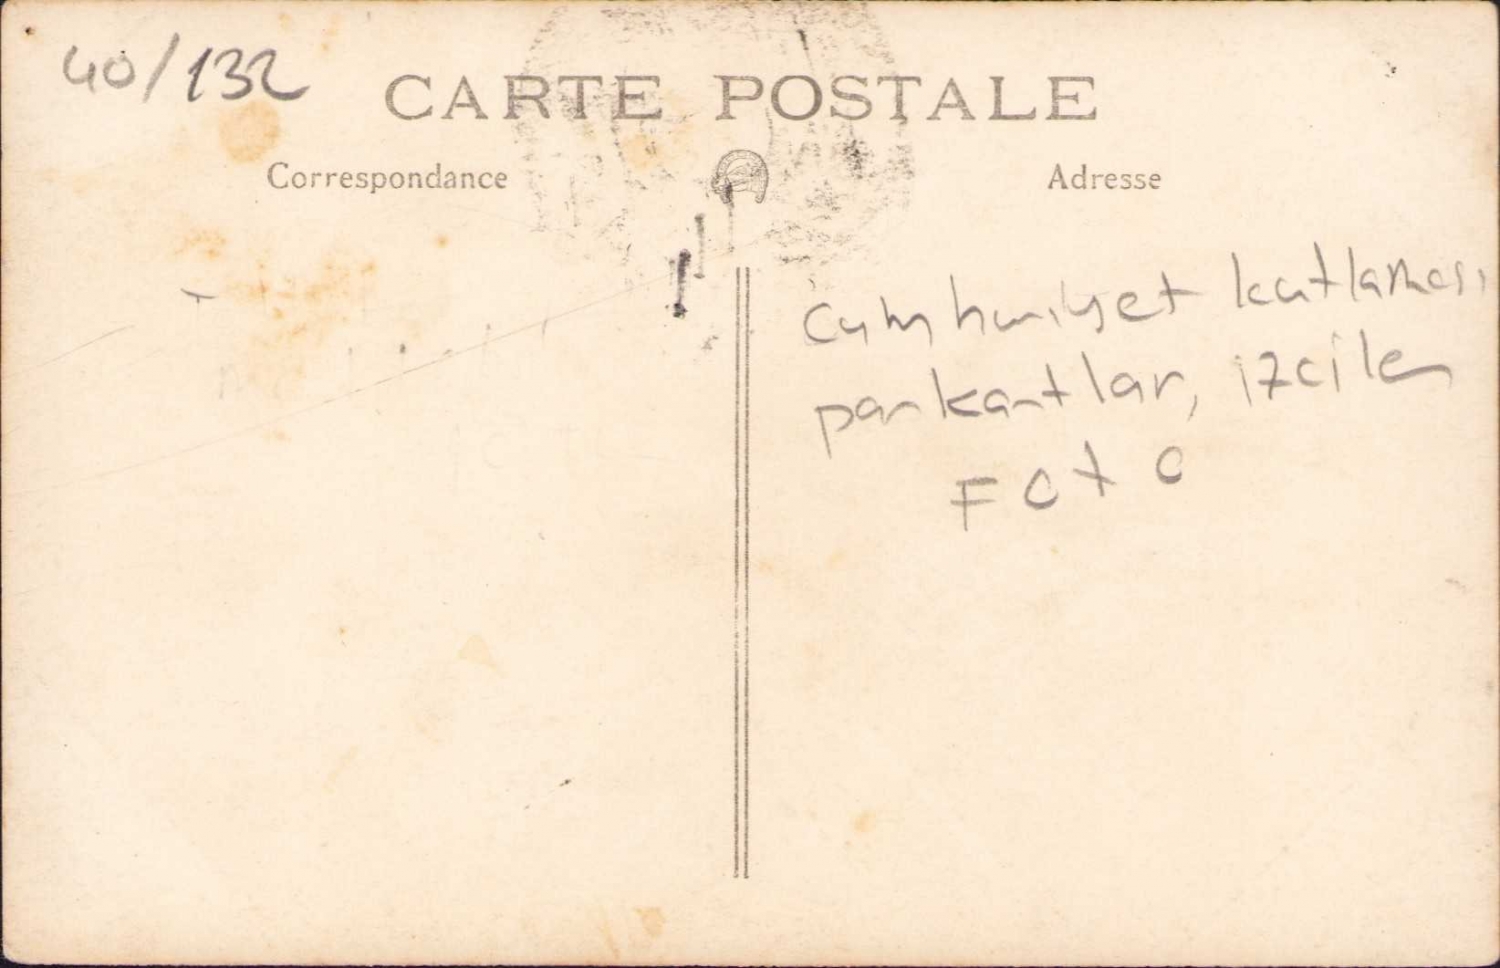 40/132
CARTE POSTALE
Correspondance
Adresse
Cumhuriyet kutlaması
pankartlar, izciler
FOTO